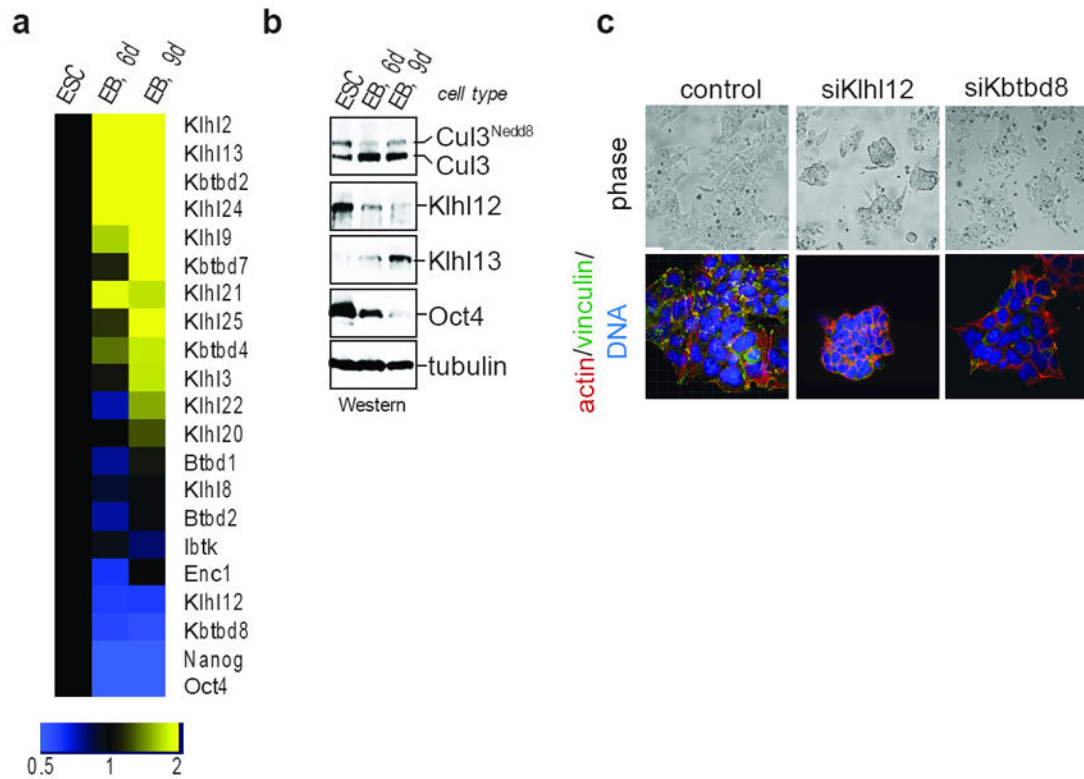 a
ESC
EB, 6d
EB, 9d
Klhl2
Klhl13
Kbtbd2
Klhl24
Klhl9
Kbtbd7
Klhl21
Klhl25
Kbtbd4
Klhl3
Klhl22
Klhl20
Btbd1
Klhl8
Btbd2
Ibtk
Enc1
Klhl12
Kbtbd8
Nanog
Oct4
0.5 1 2
b
ESC
EB, 6d
EB, 9d
cell type
Cul3Nedd8
Cul3
Klhl12
Klhl13
Oct4
tubulin
Western
c
control siKlhl12 siKbtbd8
phase
actin/vinculin/
DNA